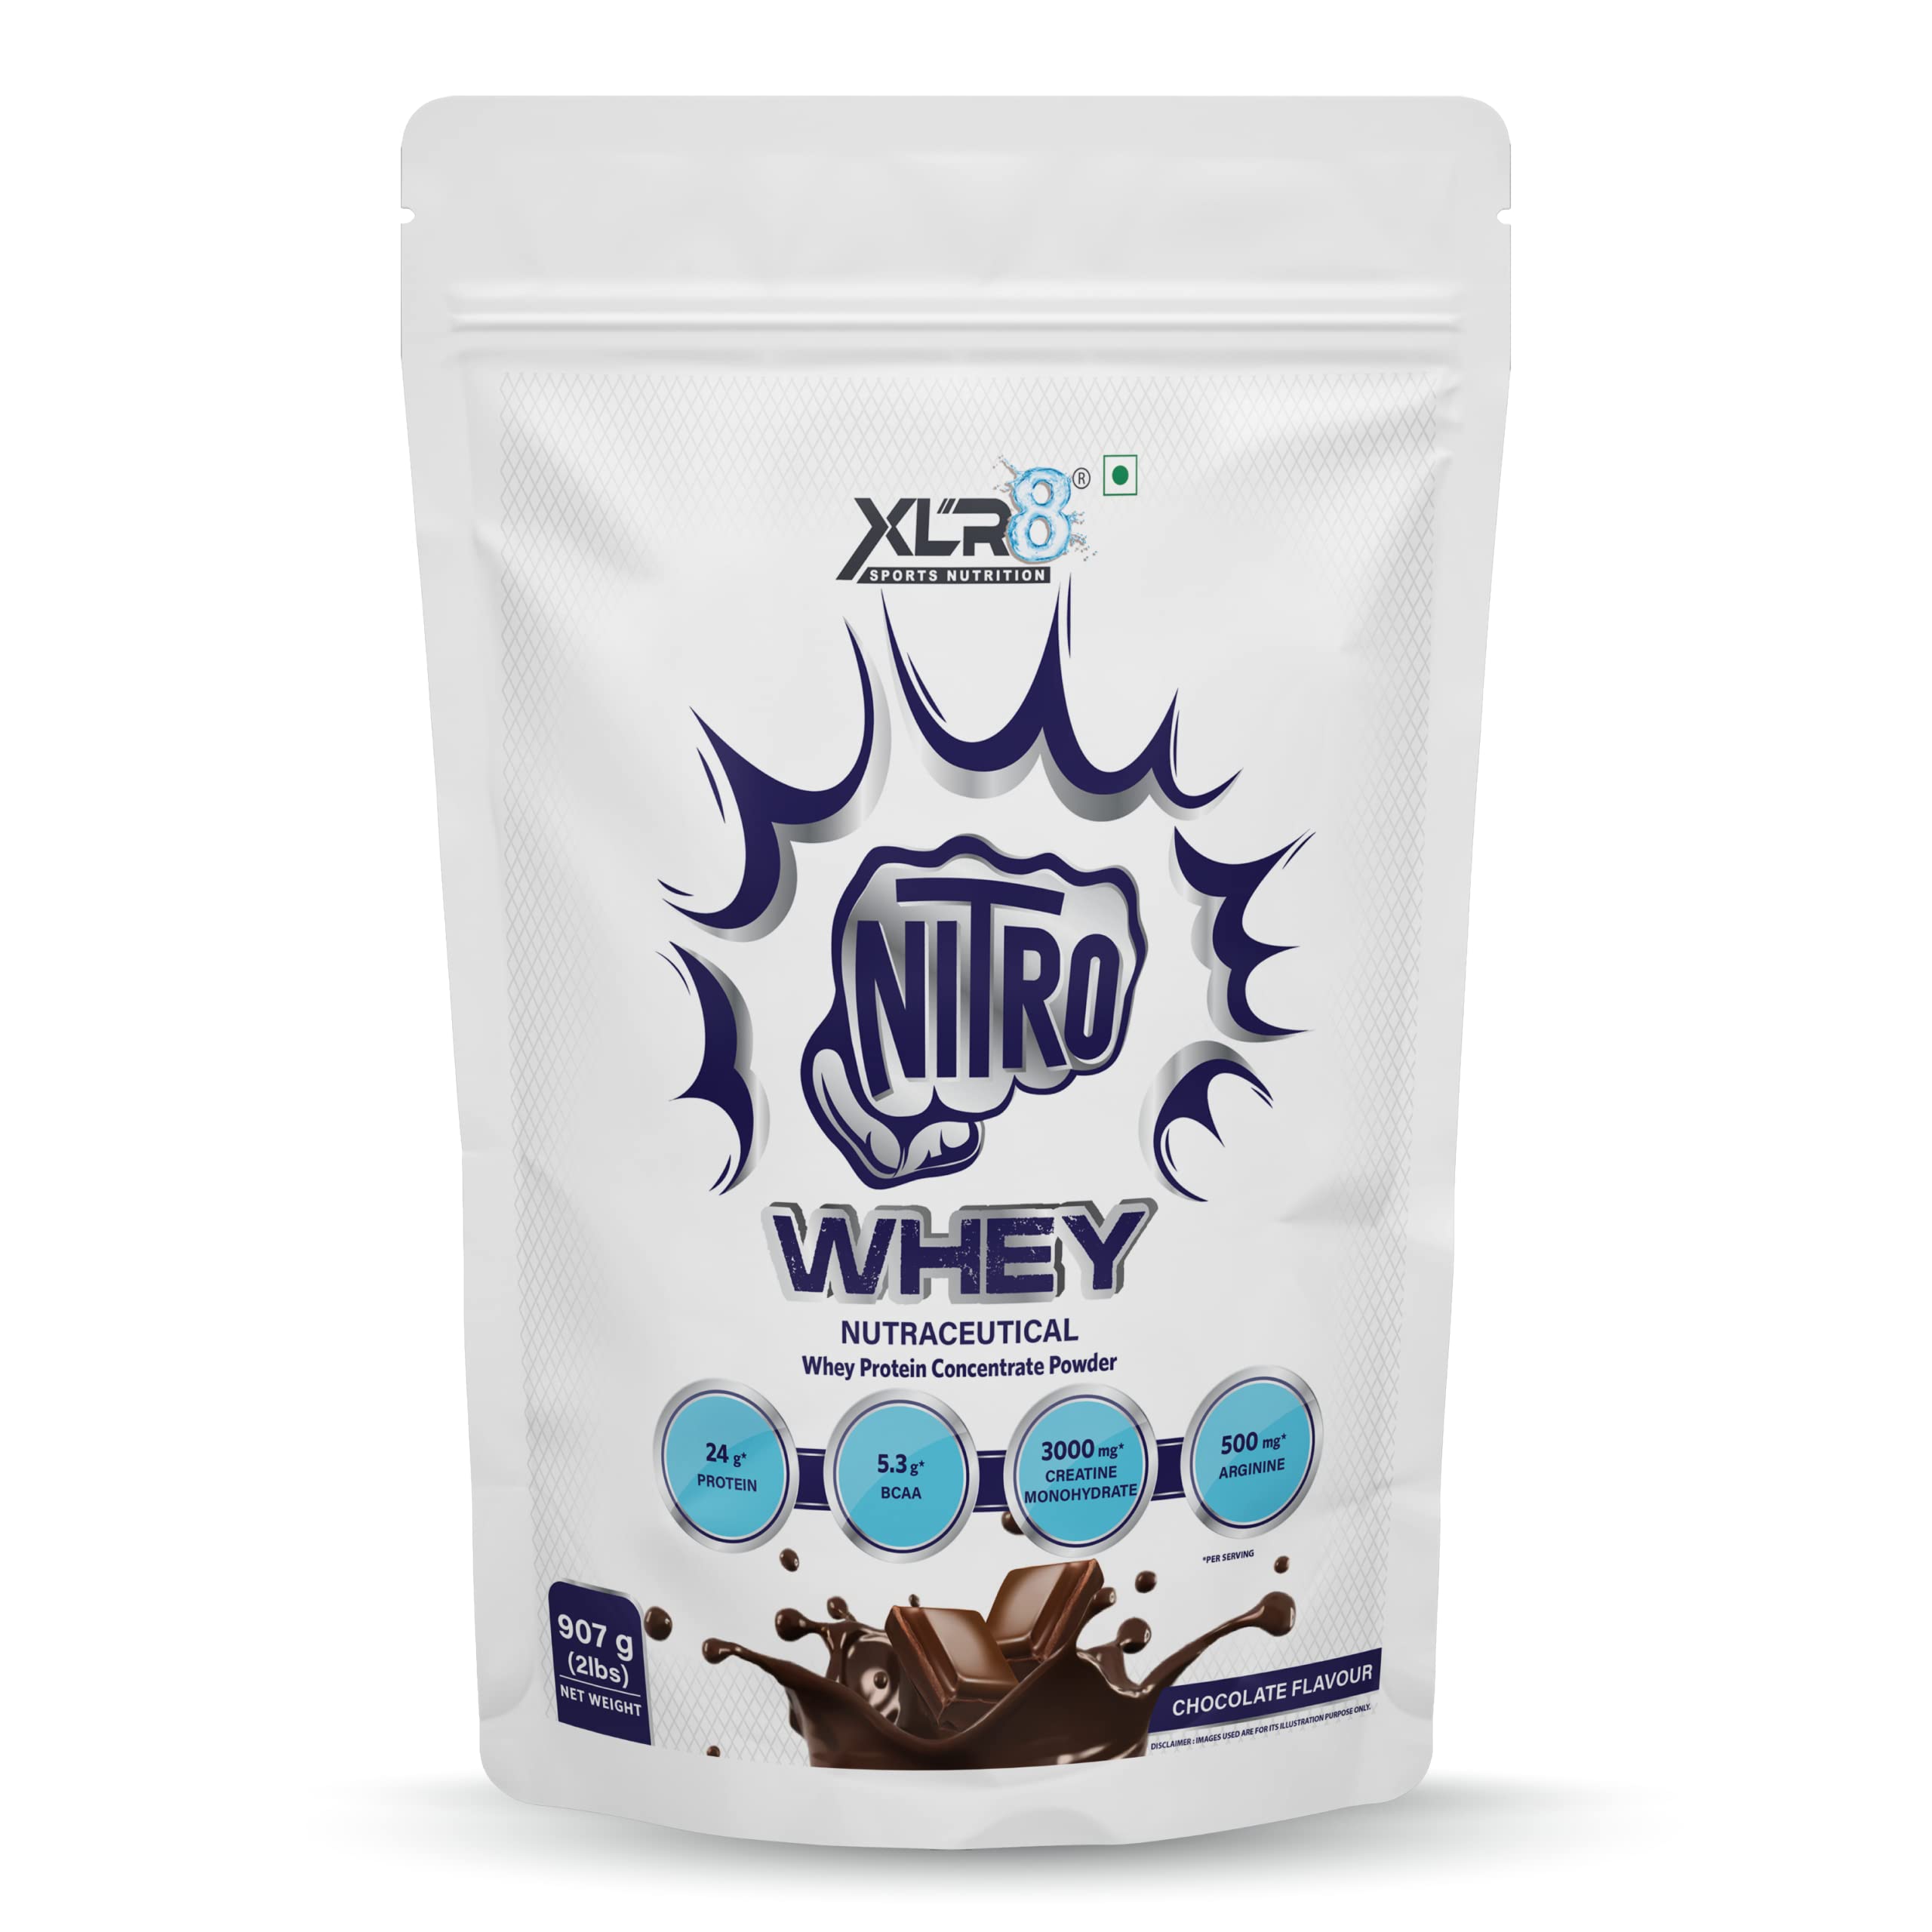 XLR8®
SPORTS NUTRITION
NITRO
WHEY
NUTRACEUTICAL
Whey Protein Concentrate Powder
24 g*
PROTEIN
5.3 g*
BCAA
3000 mg*
CREATINE
MONOHYDRATE
500 mg*
ARGININE
*PER SERVING
907 g
(2lbs)
NET WEIGHT
CHOCOLATE FLAVOUR
DISCLAIMER : IMAGES USED ARE FOR ITS ILLUSTRATION PURPOSE ONLY.